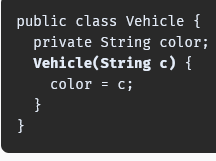 public class Vehicle {
  private String color;
  Vehicle(String c) {
    color = c;
  }
}